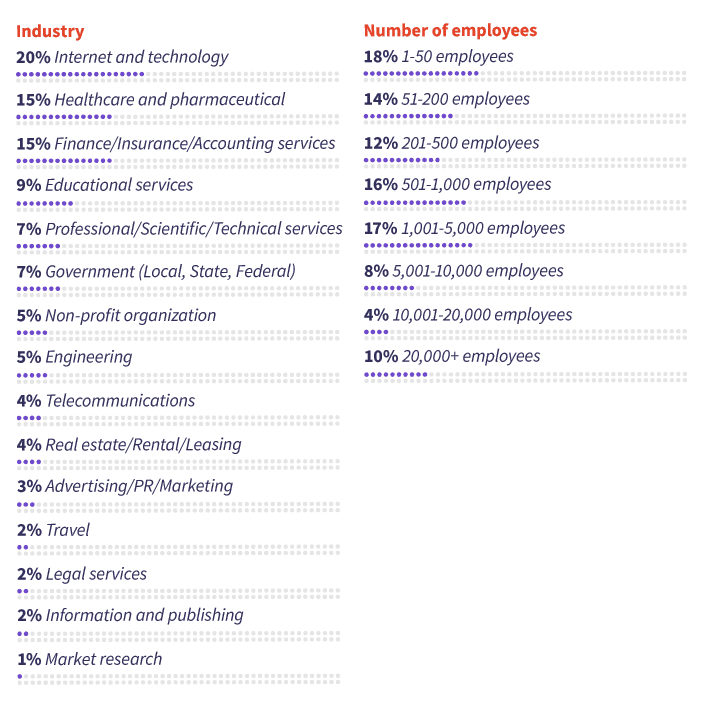 Industry
20% Internet and technology
15% Healthcare and pharmaceutical
15% Finance/Insurance/Accounting services
9% Educational services
7% Professional/Scientific/Technical services
7% Government (Local, State, Federal)
5% Non-profit organization
5% Engineering
4% Telecommunications
4% Real estate/Rental/Leasing
3% Advertising/PR/Marketing
2% Travel
2% Legal services
2% Information and publishing
1% Market research
Number of employees
18% 1-50 employees
14% 51-200 employees
12% 201-500 employees
16% 501-1,000 employees
17% 1,001-5,000 employees
8% 5,001-10,000 employees
4% 10,001-20,000 employees
10% 20,000+ employees